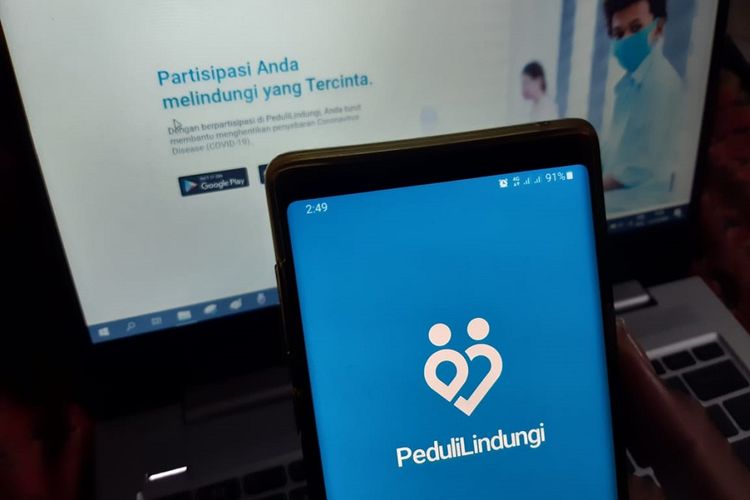 Partisipasi Anda
melindungi yang Tercinta.
Dengan berpartisipasi di PeduliLindungi, Anda turut
membantu menghentikan penyebaran Coronavirus
Disease (COVID-19).
Google Play
2:49
4G 91%
PeduliLindungi